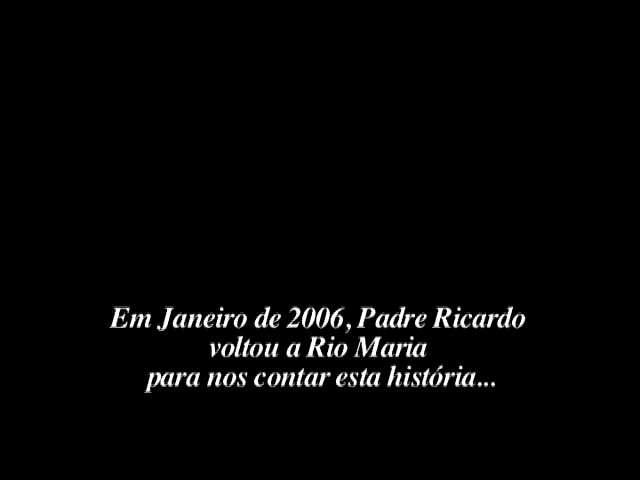 Em Janeiro de 2006, Padre Ricardo
voltou a Rio Maria
para nos contar esta história...